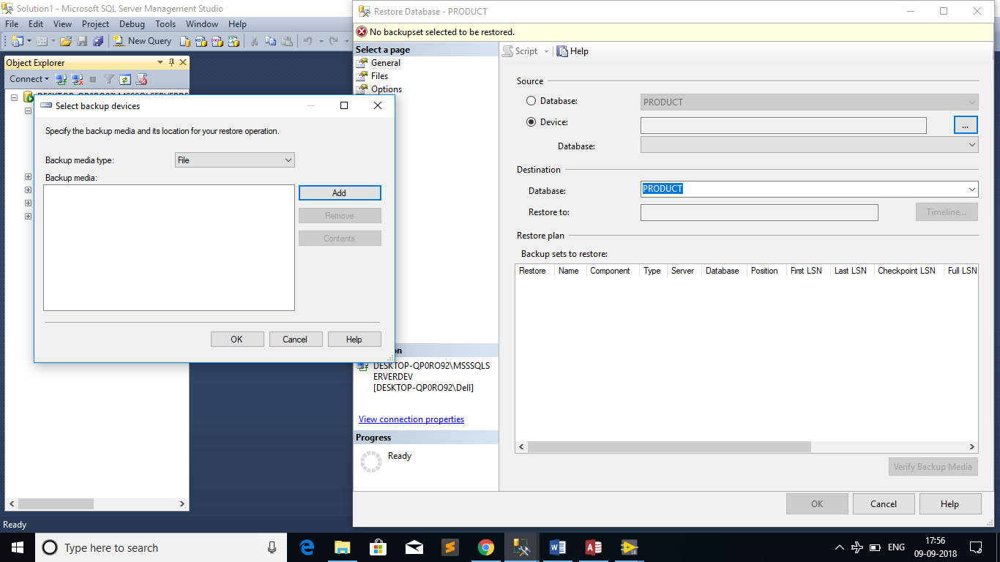 Solution1 - Microsoft SQL Server Management Studio
File Edit View Project Debug Tools Window Help
New Query
Object Explorer
Connect
Select backup devices
Specify the backup media and its location for your restore operation.
Backup media type: File
Backup media:
Add
Remove
Contents
OK Cancel Help
Ready
Restore Database - PRODUCT
No backupset selected to be restored.
Select a page
General
Files
Options
DESKTOP-QP0RO92\MSSSQLS
ERVERDEV
[DESKTOP-QP0RO92\Dell]
View connection properties
Progress
Ready
Script Help
Source
Database: PRODUCT
Device: ...
Database:
Destination
Database: PRODUCT
Restore to: Timeline...
Restore plan
Backup sets to restore:
Restore Name Component Type Server Database Position First LSN Last LSN Checkpoint LSN Full LSN
Verify Backup Media
OK Cancel Help
Type here to search
ENG
17:56
09-09-2018